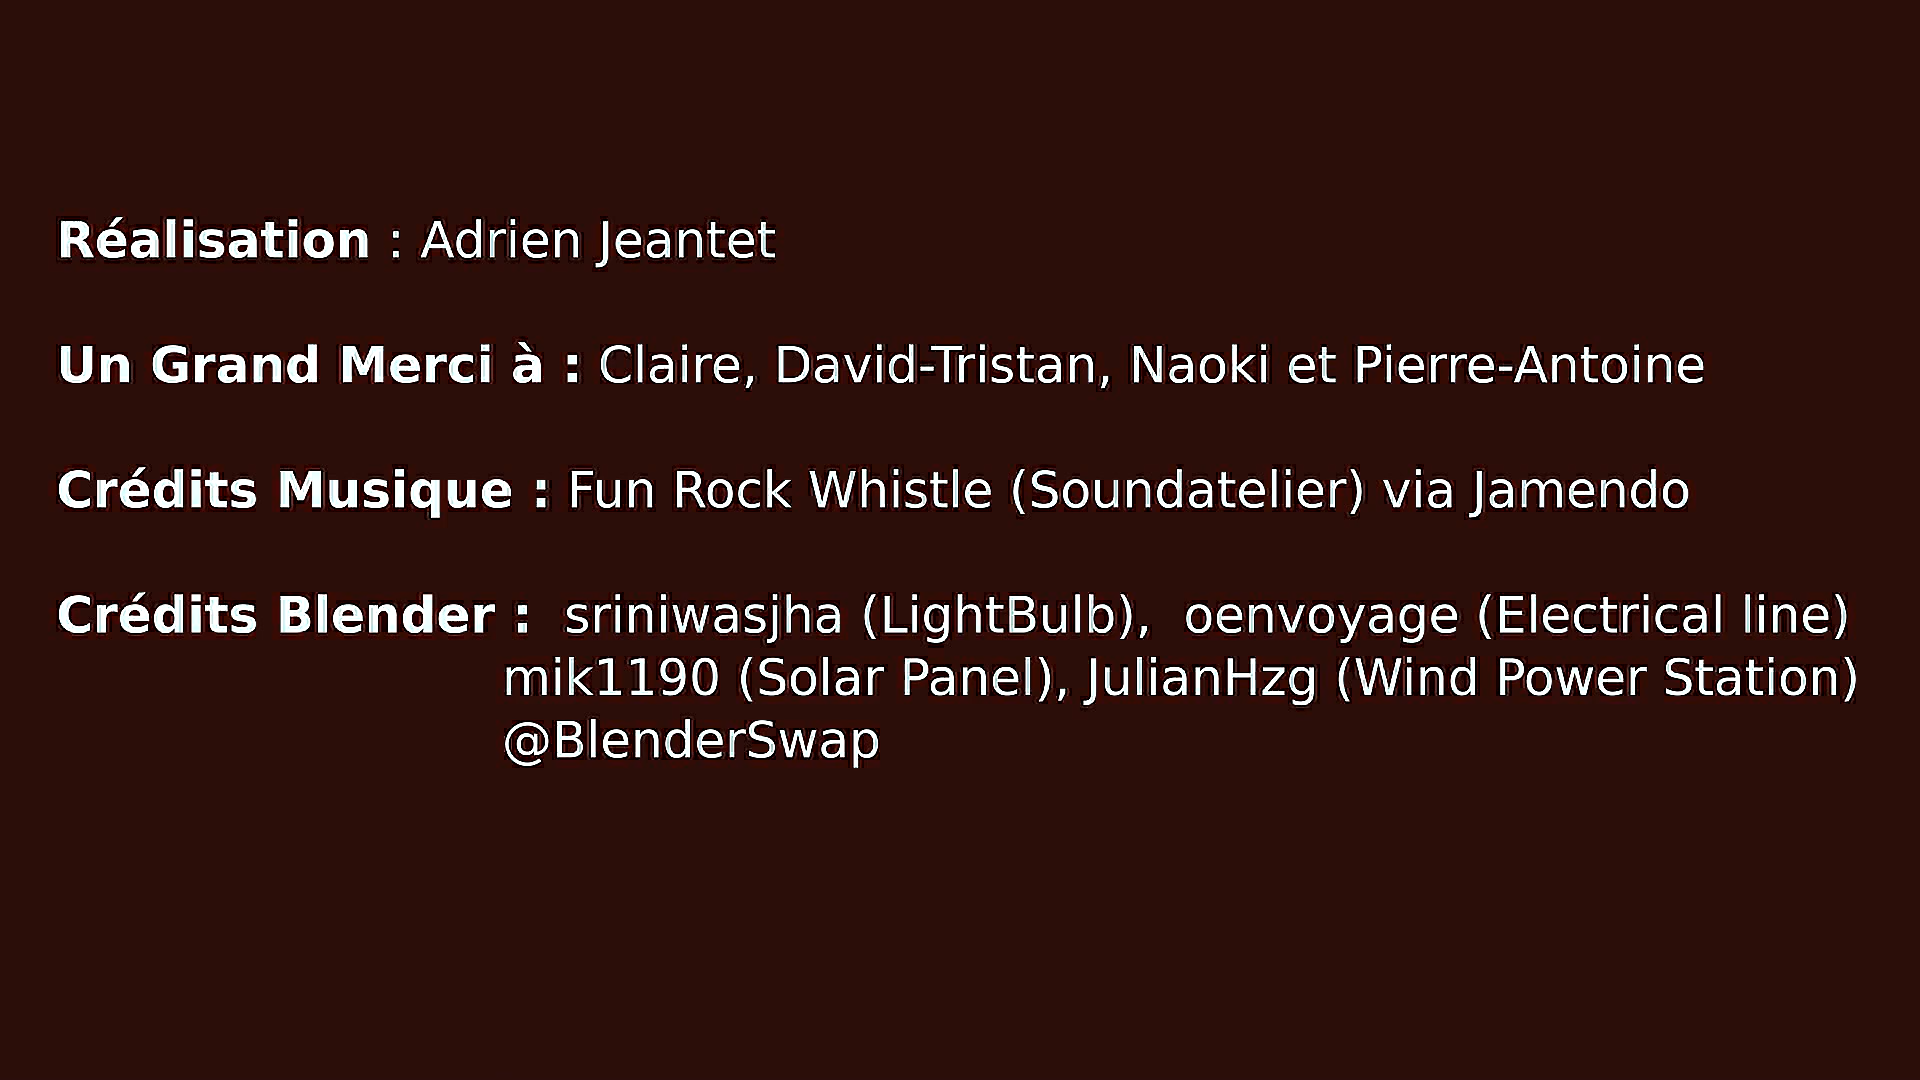 Réalisation : Adrien Jeantet
Un Grand Merci à : Claire, David-Tristan, Naoki et Pierre-Antoine
Crédits Musique : Fun Rock Whistle (Soundatelier) via Jamendo
Crédits Blender :  sriniwasjha (LightBulb),  oenvoyage (Electrical line)
mik1190 (Solar Panel), JulianHzg (Wind Power Station)
@BlenderSwap